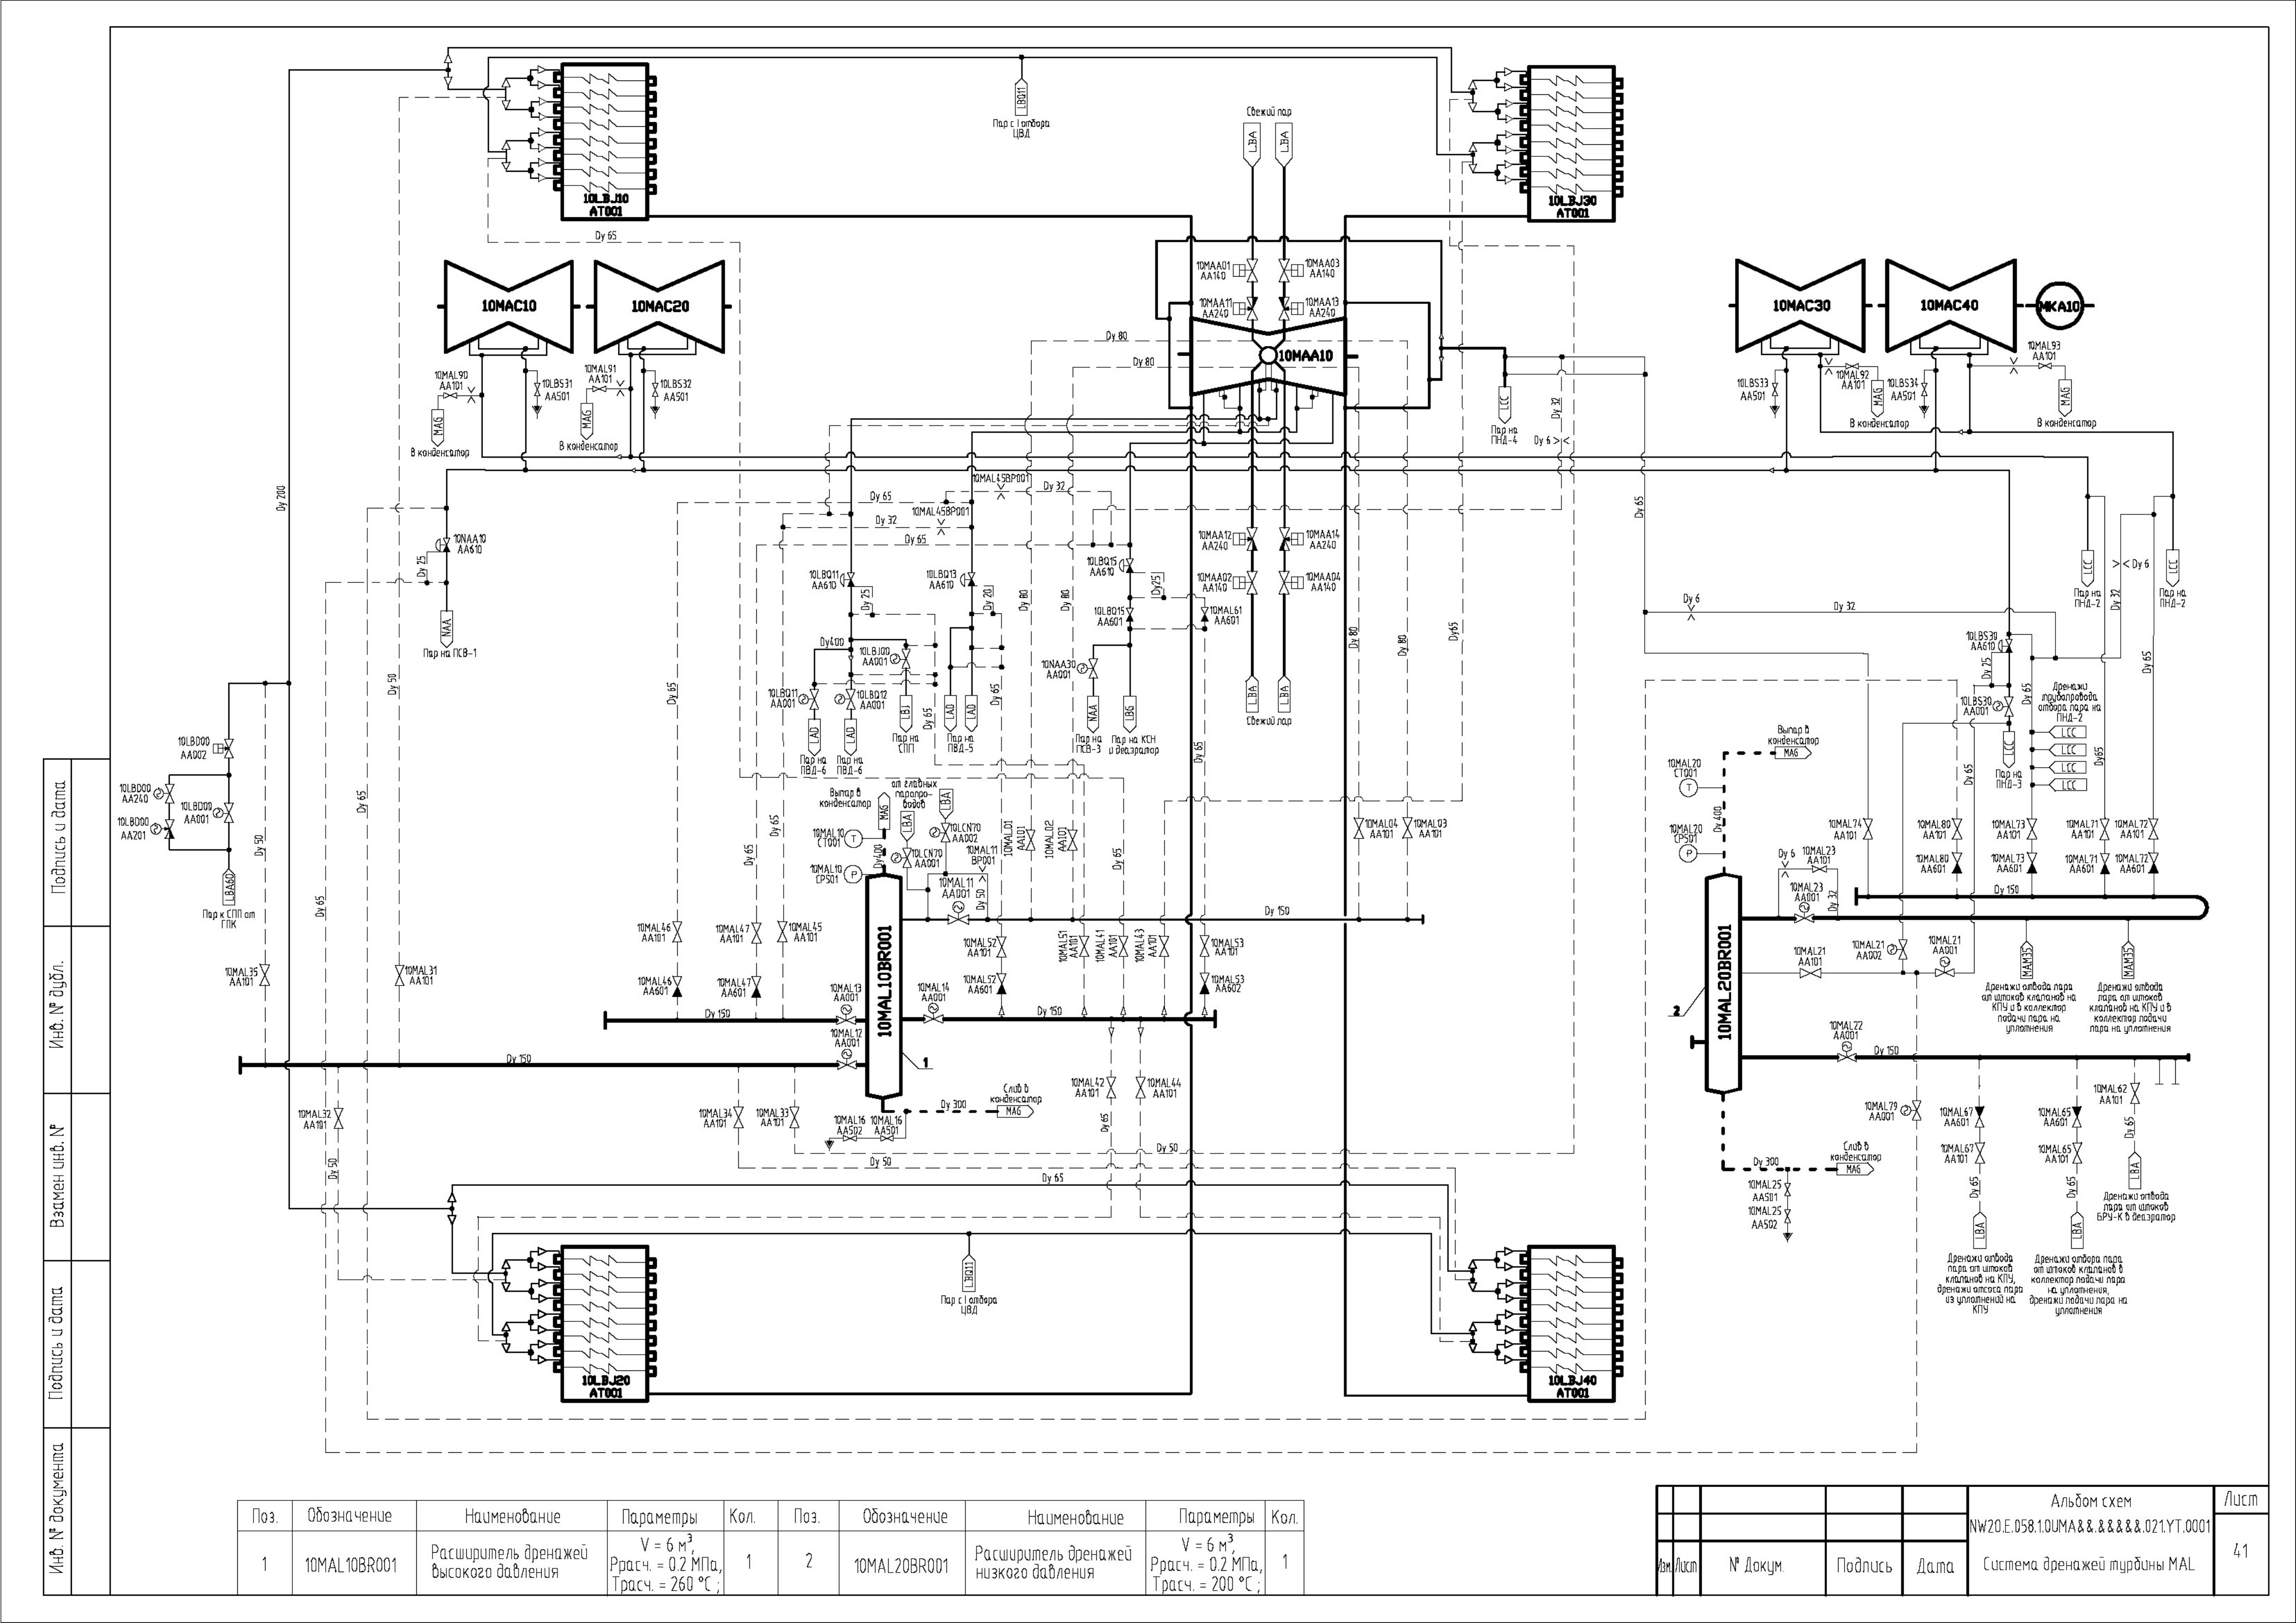 LBQ11
Пар с I отбора
ЦВД
10LBJ10
AT001
10LBJ30
AT001
Свежий пар
LBA
LBA
Dy 65
10MAC10
10MAC20
10MAA01
AA140
10MAA03
AA140
10MAA11
AA240
10MAA13
AA240
10MAC30
10MAC40
MKA10
Dy 80
Dy 80
10MAA10
10MAL90
AA101
10LBS31
AA501
10MAL91
AA101
10LBS32
AA501
MAG
В конденсатор
MAG
В конденсатор
LCC
Пар на
ПНД-4
Dy 32
Dy 6
10LBS33
AA501
10MAL92
AA101
MAG
В конденсатор
10LBS34
AA501
10MAL93
AA101
MAG
В конденсатор
Dy 200
10MAL45BP001
Dy 65
Dy 32
10MAL45BP001
Dy 32
Dy 65
10NAA10
AA610
Dy 25
NAA
Пар на ПСВ-1
Dy 65
10LBQ11
AA610
Dy 25
10LBQ13
AA610
Dy 20
Dy 80
Dy 80
10LBQ15
AA610
Dy25
10LBQ15
AA601
10MAL61
AA601
10MAA12
AA240
10MAA14
AA240
10MAA02
AA140
10MAA04
AA140
LBA
LBA
Свежий пар
Dy400
10LBJ00
AA001
10LBQ11
AA001
10LBQ12
AA001
LAD
Пар на
ПВД-6
LAD
Пар на
ПВД-6
LBJ
Пар на
СПП
Dy 65
LAD
LAD
Пар на
ПВД-5
Dy 65
10NAA30
AA001
NAA
Пар на
ПСВ-3
LBG
Пар на КСН
и деаэратор
Dy 65
Dy 80
Dy 80
Dy65
LCC
Пар на
ПНД-2
Dy 6
Dy 32
LCC
Пар на
ПНД-2
Dy 6
Dy 32
10LBS30
AA610
Dy 25
10LBS30
AA001
LCC
Пар на
ПНД-3
Dy 65
Dy 65
Dy 65
Дренажи
трубопровода
отбора пара на
ПНД-2
LCC
LCC
LCC
LCC
Dy65
10LBD00
AA002
10LBD00
AA240
10LBD00
AA001
10LBD00
AA201
LBA60
Пар к СПП от
ГПК
Dy 50
Dy 50
Dy 65
Dy 65
Dy 65
Dy 65
Dy 65
Выпар в
конденсатор
MAG
10MAL10
CT001
Dy400
10MAL10
CP501
от главных
паропро-
водов
LBA
LBA
10LCN70
AA002
10LCN70
AA001
10MAL11
BP001
10MAL11
AA001
Dy 50
10MAL01
AA101
10MAL02
AA101
Dy 65
10MAL04
AA101
10MAL03
AA101
Dy 150
Выпар в
конденсатор
MAG
10MAL20
CT001
Dy 400
10MAL20
CP501
10MAL74
AA101
10MAL80
AA101
10MAL73
AA101
10MAL71
AA101
10MAL72
AA101
10MAL80
AA601
10MAL73
AA601
10MAL71
AA601
10MAL72
AA601
Dy 6
10MAL23
AA101
10MAL23
AA001
Dy 32
Dy 150
10MAL46
AA101
10MAL47
AA101
10MAL45
AA101
10MAL46
AA601
10MAL47
AA601
10MAL13
AA001
10MAL10BR001
10MAL14
AA001
10MAL52
AA101
10MAL52
AA601
10MAL51
AA101
10MAL41
AA101
10MAL43
AA101
10MAL53
AA101
10MAL53
AA602
10MAL35
AA101
10MAL31
AA101
Dy 150
10MAL12
AA001
Dy 150
Dy 150
1
10MAL20BR001
2
10MAL21
AA101
10MAL21
AA002
10MAL21
AA001
MAM35
Дренажи отвода пара
от штоков клапанов на
КПУ и в коллектор
подачи пара на
уплотнения
MAM35
Дренажи отвода
пара от штоков
клапанов на КПУ и в
коллектор подачи
пара на уплотнения
10MAL22
AA001
Dy 150
10MAL32
AA101
Dy 50
10MAL34
AA101
10MAL33
AA101
10MAL16
AA502
10MAL16
AA501
Слив в
конденсатор
Dy 300
MAG
10MAL42
AA101
10MAL44
AA101
Dy 65
Dy 50
Dy 50
Dy 65
10MAL79
AA001
10MAL67
AA601
10MAL67
AA101
10MAL65
AA601
10MAL65
AA101
10MAL62
AA101
Dy 65
Dy 65
Dy 65
Слив в
конденсатор
Dy 300
MAG
10MAL25
AA501
10MAL25
AA502
LBA
Дренажи отвода
пара от штоков
БРУ-К в деаэратор
LBA
LBA
Дренажи отвода
пара от штоков
клапанов на КПУ,
дренажи отсоса пара
из уплотнений на
КПУ
Дренажи отбора пара
от штоков клапанов в
коллектор подачи пара
на уплотнения,
дренажи подачи пара на
уплотнения
LBQ11
Пар с I отбора
ЦВД
10LBJ20
AT001
10LBJ40
AT001
Подпись и дата
Инв. № дубл.
Взамен инв. №
Подпись и дата
Инв. № документа
Поз. Обозначение Наименование Параметры Кол. Поз. Обозначение Наименование Параметры Кол.
1 10MAL10BR001 Расширитель дренажей высокого давления V = 6 м³, Pрасч. = 0.2 МПа, Tрасч. = 260 °C ; 1 2 10MAL20BR001 Расширитель дренажей низкого давления V = 6 м³, Pрасч. = 0.2 МПа, Tрасч. = 200 °C ; 1
Альбом схем
Лист
NW20.E.058.1.0UMA&&.&&&&&.021.YT.0001
41
Изм. Лист № Докум. Подпись Дата
Система дренажей турбины MAL